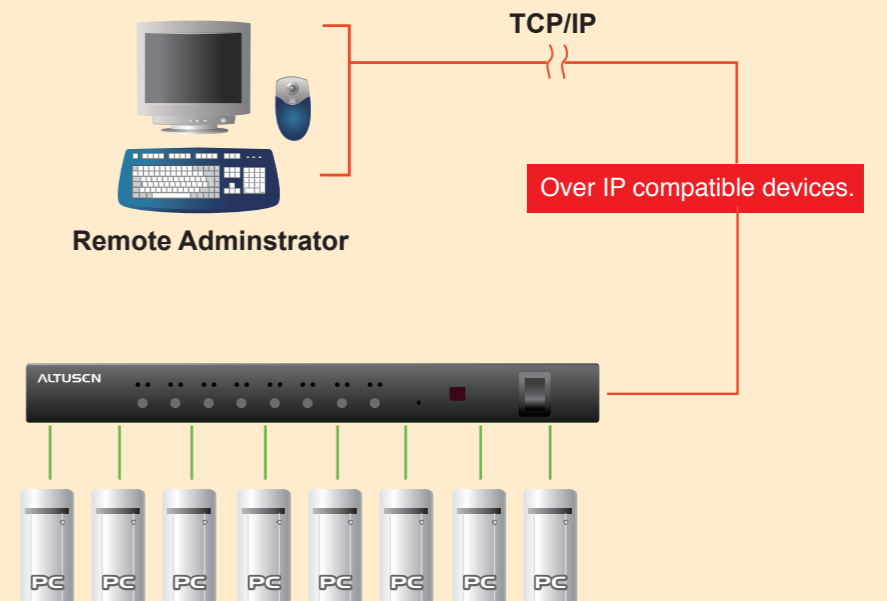 TCP/IP
Over IP compatible devices.
Remote Adminstrator
ALTUSCN
PC PC PC PC PC PC PC PC